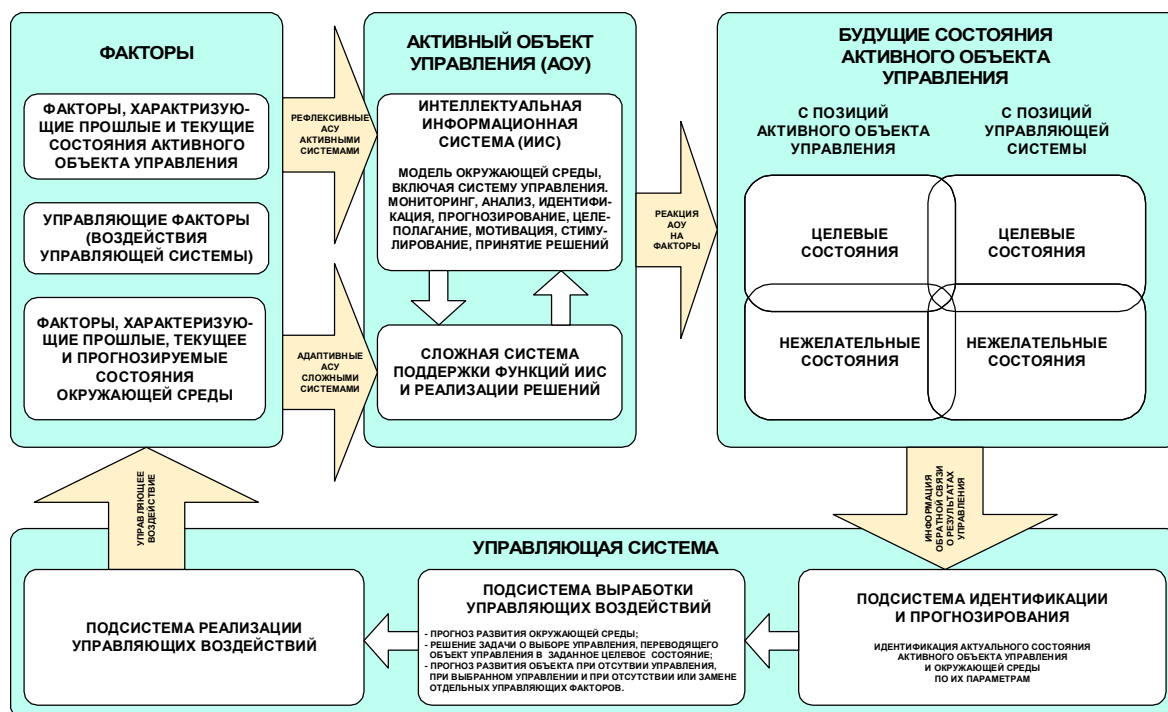 ФАКТОРЫ
ФАКТОРЫ, ХАРАКТРИЗУЮ-
ЩИЕ ПРОШЛЫЕ И ТЕКУЩИЕ
СОСТОЯНИЯ АКТИВНОГО
ОБЪЕКТА УПРАВЛЕНИЯ
УПРАВЛЯЮЩИЕ ФАКТОРЫ
(ВОЗДЕЙСТВИЯ
УПРАВЛЯЮЩЕЙ СИСТЕМЫ)
ФАКТОРЫ, ХАРАКТЕРИЗУЮ-
ЩИЕ ПРОШЛЫЕ, ТЕКУЩЕЕ
И ПРОГНОЗИРУЕМЫЕ
СОСТОЯНИЯ
ОКРУЖАЮЩЕЙ СРЕДЫ
РЕФЛЕКСИВНЫЕ
АСУ
АКТИВНЫМИ
СИСТЕМАМИ
АДАПТИВНЫЕ
АСУ
СЛОЖНЫМИ
СИСТЕМАМИ
АКТИВНЫЙ ОБЪЕКТ
УПРАВЛЕНИЯ (АОУ)
ИНТЕЛЛЕКТУАЛЬНАЯ
ИНФОРМАЦИОННАЯ
СИСТЕМА (ИИС)
МОДЕЛЬ ОКРУЖАЮЩЕЙ СРЕДЫ,
ВКЛЮЧАЯ СИСТЕМУ УПРАВЛЕНИЯ.
МОНИТОРИНГ, АНАЛИЗ, ИДЕНТИФИ-
КАЦИЯ, ПРОГНОЗИРОВАНИЕ, ЦЕЛЕ-
ПОЛАГАНИЕ, МОТИВАЦИЯ, СТИМУ-
ЛИРОВАНИЕ, ПРИНЯТИЕ РЕШЕНИЙ
СЛОЖНАЯ СИСТЕМА
ПОДДЕРЖКИ ФУНКЦИЙ ИИС
И РЕАЛИЗАЦИИ РЕШЕНИЙ
РЕАКЦИЯ
АОУ
НА
ФАКТОРЫ
БУДУЩИЕ СОСТОЯНИЯ
АКТИВНОГО ОБЪЕКТА
УПРАВЛЕНИЯ
С ПОЗИЦИЙ
АКТИВНОГО ОБЪЕКТА
УПРАВЛЕНИЯ
С ПОЗИЦИЙ
УПРАВЛЯЮЩЕЙ
СИСТЕМЫ
ЦЕЛЕВЫЕ
СОСТОЯНИЯ
ЦЕЛЕВЫЕ
СОСТОЯНИЯ
НЕЖЕЛАТЕЛЬНЫЕ
СОСТОЯНИЯ
НЕЖЕЛАТЕЛЬНЫЕ
СОСТОЯНИЯ
УПРАВЛЯЮЩЕЕ
ВОЗДЕЙСТВИЕ
ИНФОРМАЦИЯ
ОБРАТНОЙ СВЯЗИ
О РЕЗУЛЬТАТАХ
УПРАВЛЕНИЯ
УПРАВЛЯЮЩАЯ СИСТЕМА
ПОДСИСТЕМА РЕАЛИЗАЦИИ
УПРАВЛЯЮЩИХ ВОЗДЕЙСТВИЙ
ПОДСИСТЕМА ВЫРАБОТКИ
УПРАВЛЯЮЩИХ ВОЗДЕЙСТВИЙ
- ПРОГНОЗ РАЗВИТИЯ ОКРУЖАЮЩЕЙ СРЕДЫ;
- РЕШЕНИЕ ЗАДАЧИ О ВЫБОРЕ УПРАВЛЕНИЯ, ПЕРЕВОДЯЩЕГО
ОБЪЕКТ УПРАВЛЕНИЯ В ЗАДАННОЕ ЦЕЛЕВОЕ СОСТОЯНИЕ;
- ПРОГНОЗ РАЗВИТИЯ ОБЪЕКТА ПРИ ОТСУТВИИ УПРАВЛЕНИЯ,
ПРИ ВЫБРАННОМ УПРАВЛЕНИИ И ПРИ ОТСУТСТВИИ ИЛИ ЗАМЕНЕ
ОТДЕЛЬНЫХ УПРАВЛЯЮЩИХ ФАКТОРОВ.
ПОДСИСТЕМА ИДЕНТИФИКАЦИИ
И ПРОГНОЗИРОВАНИЯ
ИДЕНТИФИКАЦИЯ АКТУАЛЬНОГО СОСТОЯНИЯ
АКТИВНОГО ОБЪЕКТА УПРАВЛЕНИЯ
И ОКРУЖАЮЩЕЙ СРЕДЫ
ПО ИХ ПАРАМЕТРАМ